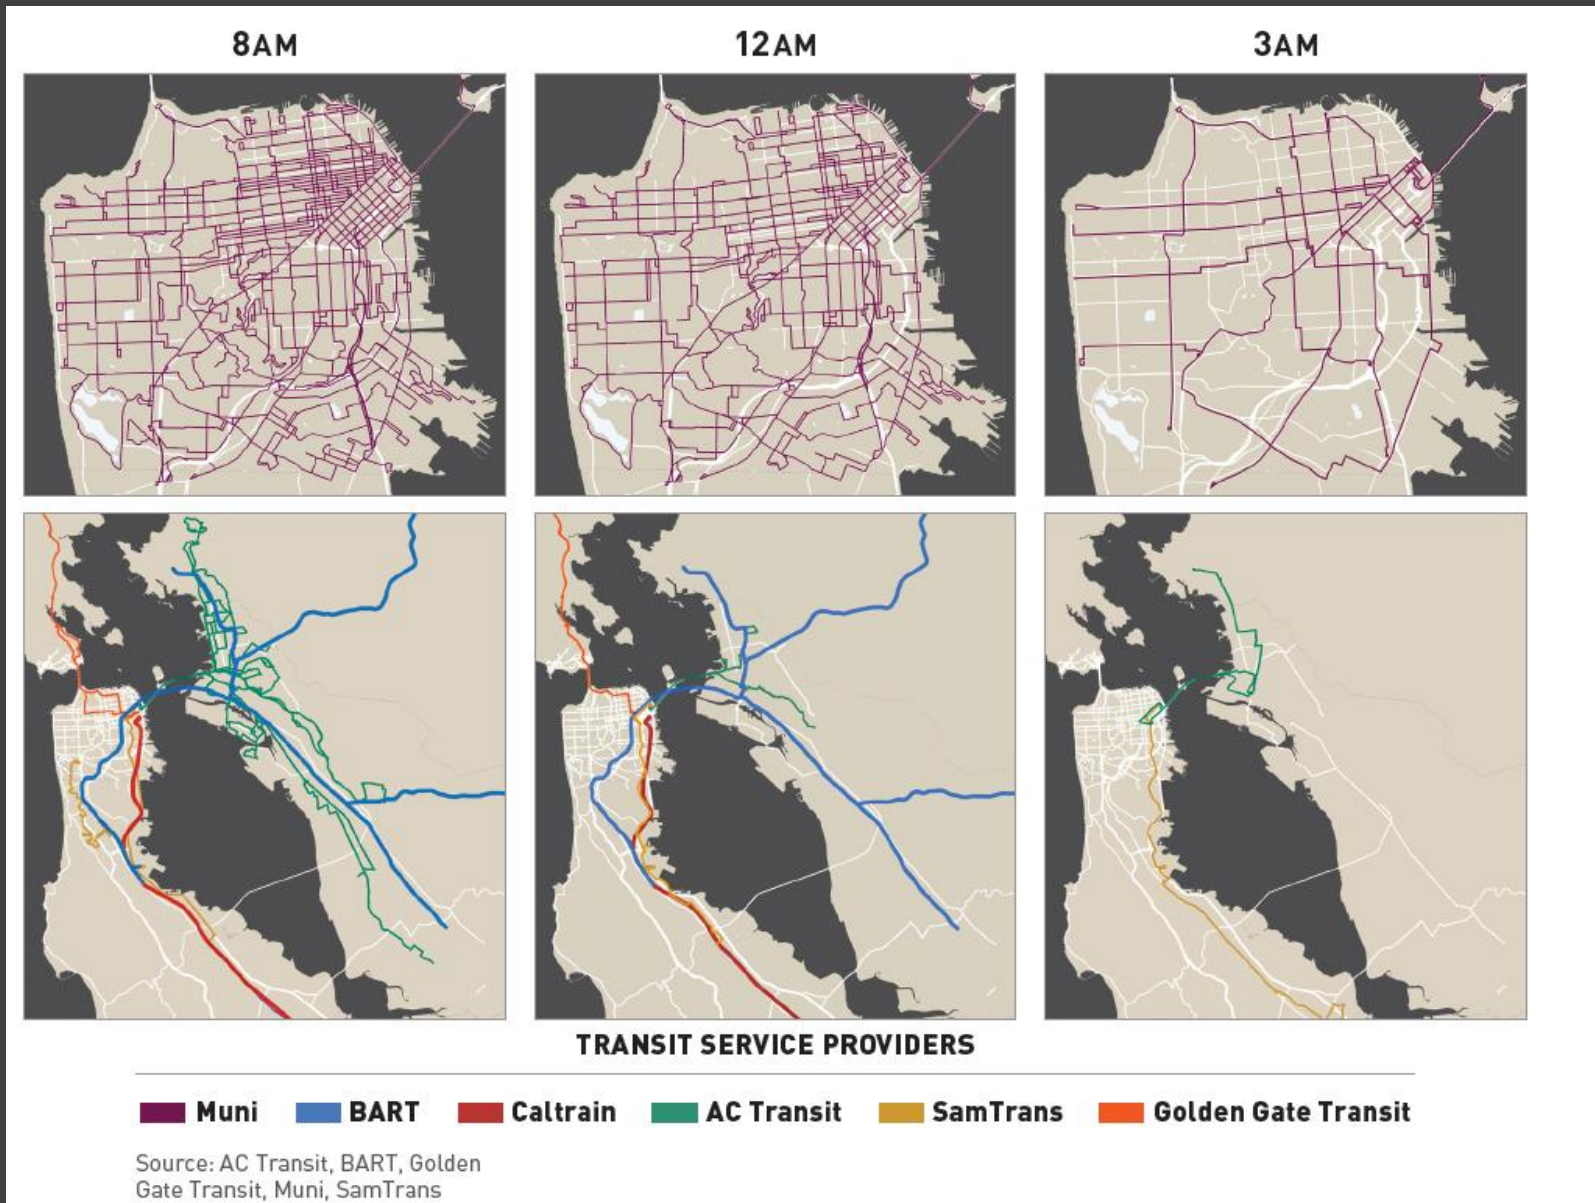 8AM
12AM
3AM
TRANSIT SERVICE PROVIDERS
Muni
BART
Caltrain
AC Transit
SamTrans
Golden Gate Transit
Source: AC Transit, BART, Golden
Gate Transit, Muni, SamTrans